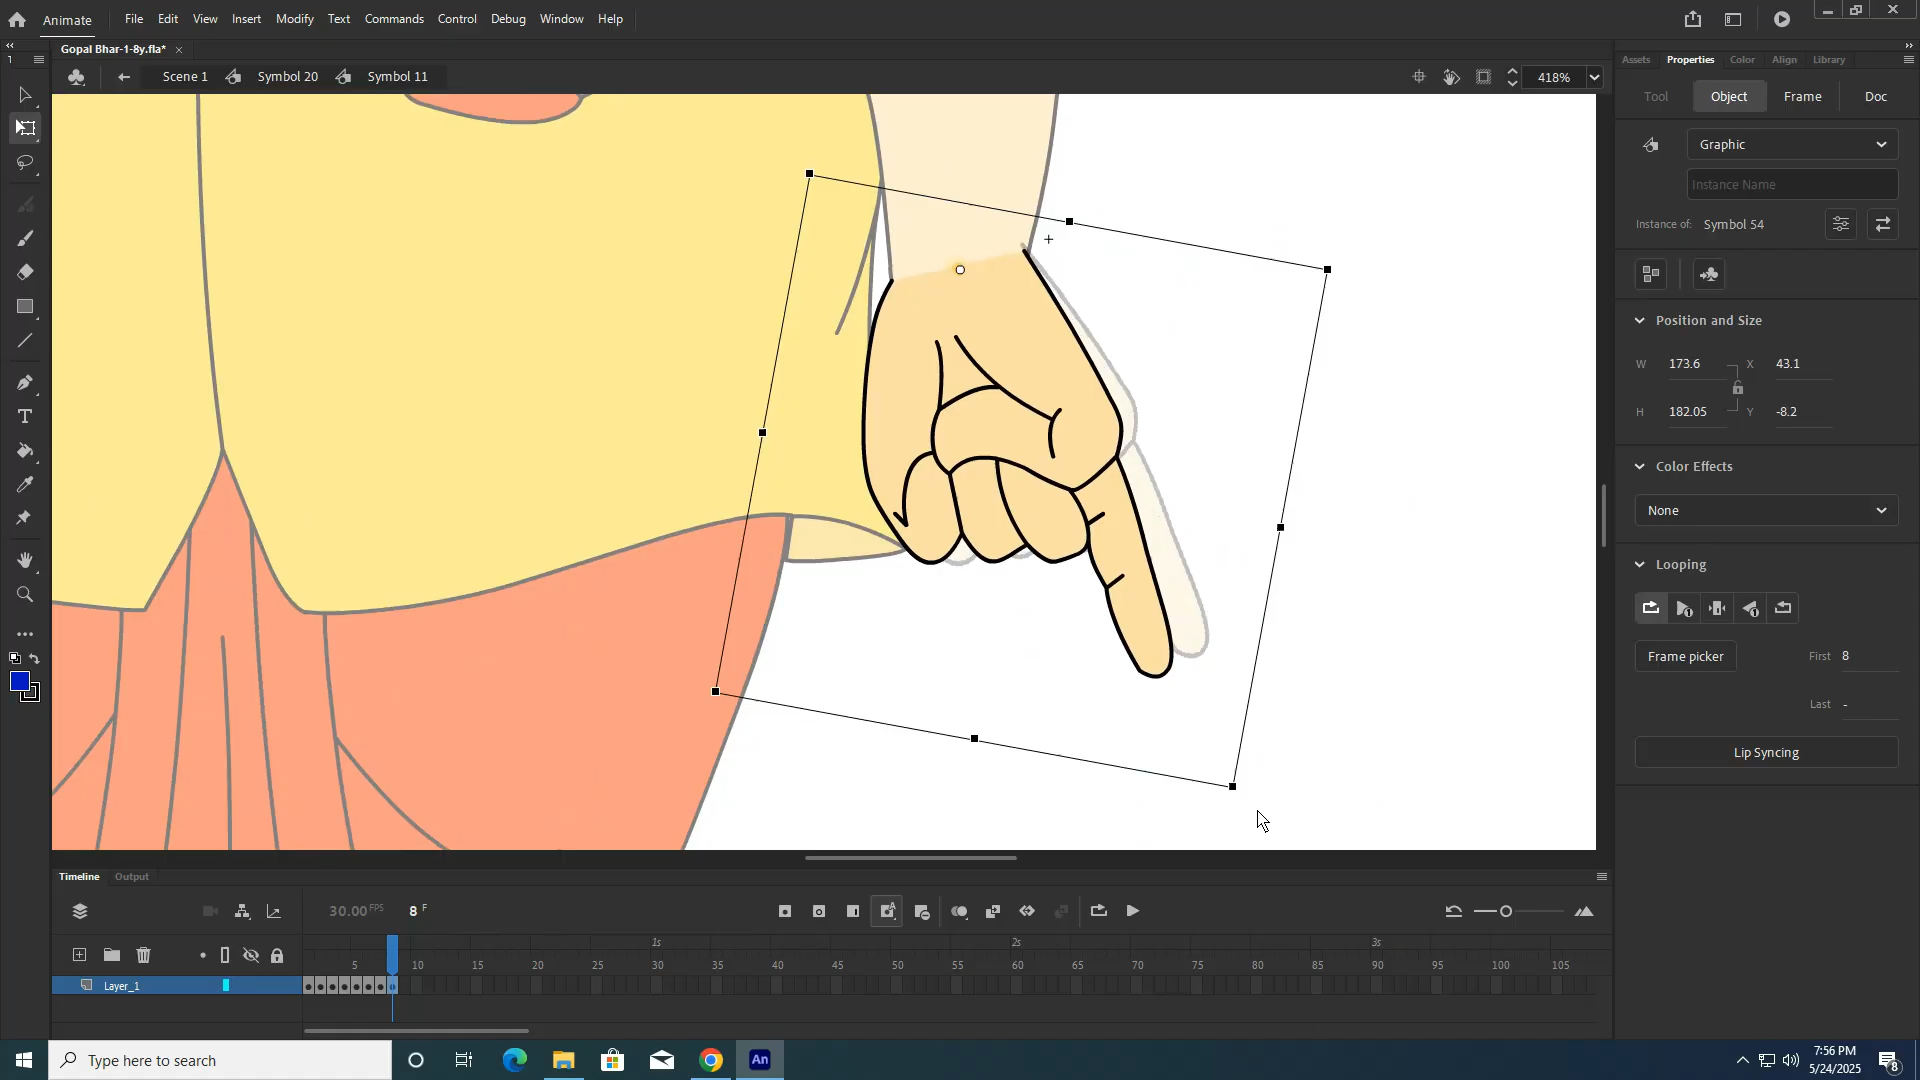 Animate File Edit View Insert Modify Text Commands Control Debug Window Help
Gopal Bhar-1-8y.fla*
Scene 1 Symbol 20 Symbol 11 418%
Assets Properties Color Align Library
Tool Object Frame Doc
Graphic
Instance Name
Instance of: Symbol 54
Position and Size
W 173.6 X 43.1
H 182.05 Y -8.2
Color Effects
None
Looping
Frame picker First 8
Last -
Lip Syncing
Timeline Output
30.00 FPS 8 F
1s 2s 3s
5 10 15 20 25 30 35 40 45 50 55 60 65 70 75 80 85 90 95 100 105
Layer_1
Type here to search
An
7:56 PM
5/24/2025
8